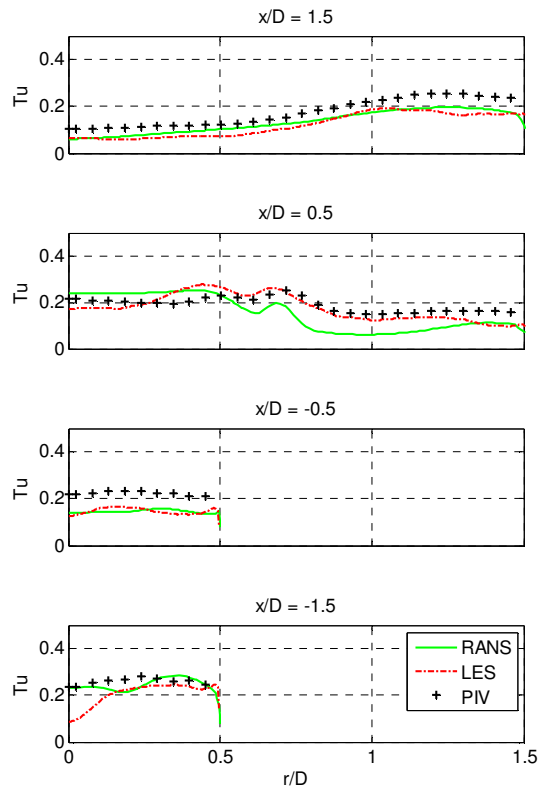 x/D = 1.5
0.4
0.2
0
Tu
x/D = 0.5
0.4
0.2
0
Tu
x/D = -0.5
0.4
0.2
0
Tu
x/D = -1.5
0.4
0.2
0
Tu
RANS
LES
PIV
0 0.5 1 1.5
r/D